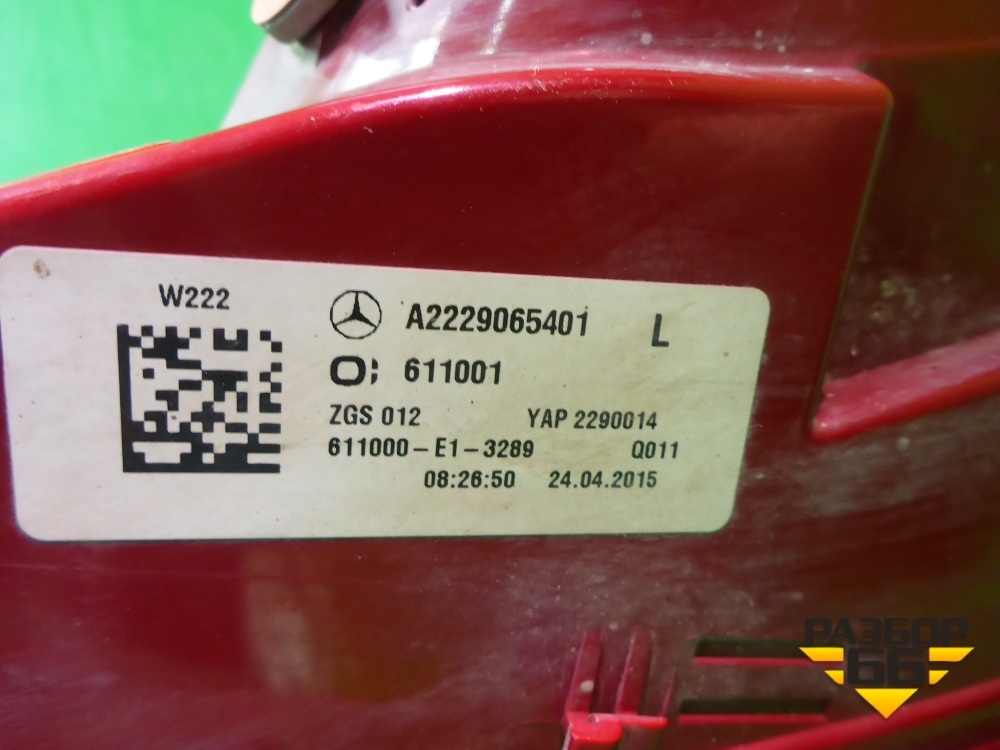 W222
A2229065401 L
611001
ZGS 012 YAP 2290014
611000-E1-3289 Q011
08:26:50 24.04.2015
РАЗБОР
66